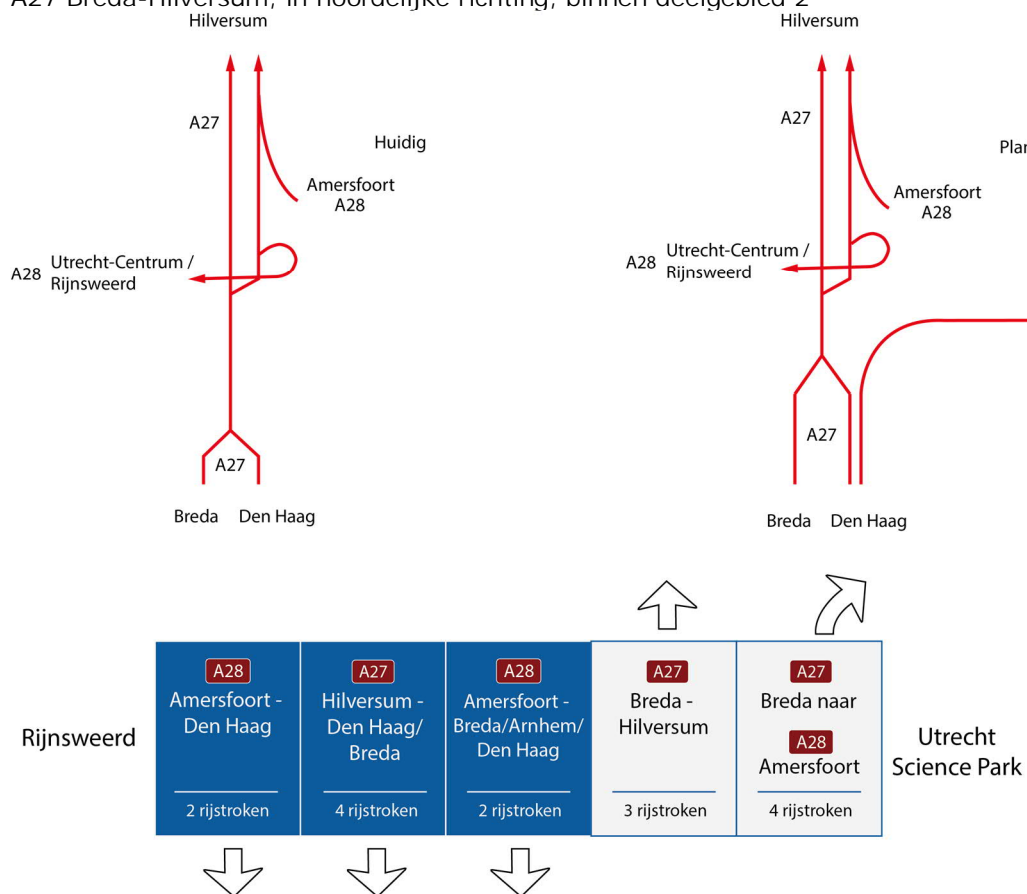 A27 Breda-Hilversum, in noordelijke richting, binnen deelgebied 2
Hilversum
A27
Huidig
Amersfoort
A28
A28 Utrecht-Centrum /
Rijnsweerd
A27
Breda Den Haag
Hilversum
A27
Plan
Amersfoort
A28
A28 Utrecht-Centrum /
Rijnsweerd
A27
Breda Den Haag
Rijnsweerd
A28
Amersfoort -
Den Haag
2 rijstroken
A27
Hilversum -
Den Haag/
Breda
4 rijstroken
A28
Amersfoort -
Breda/Arnhem/
Den Haag
2 rijstroken
A27
Breda -
Hilversum
3 rijstroken
A27
Breda naar
A28
Amersfoort
4 rijstroken
Utrecht
Science Park